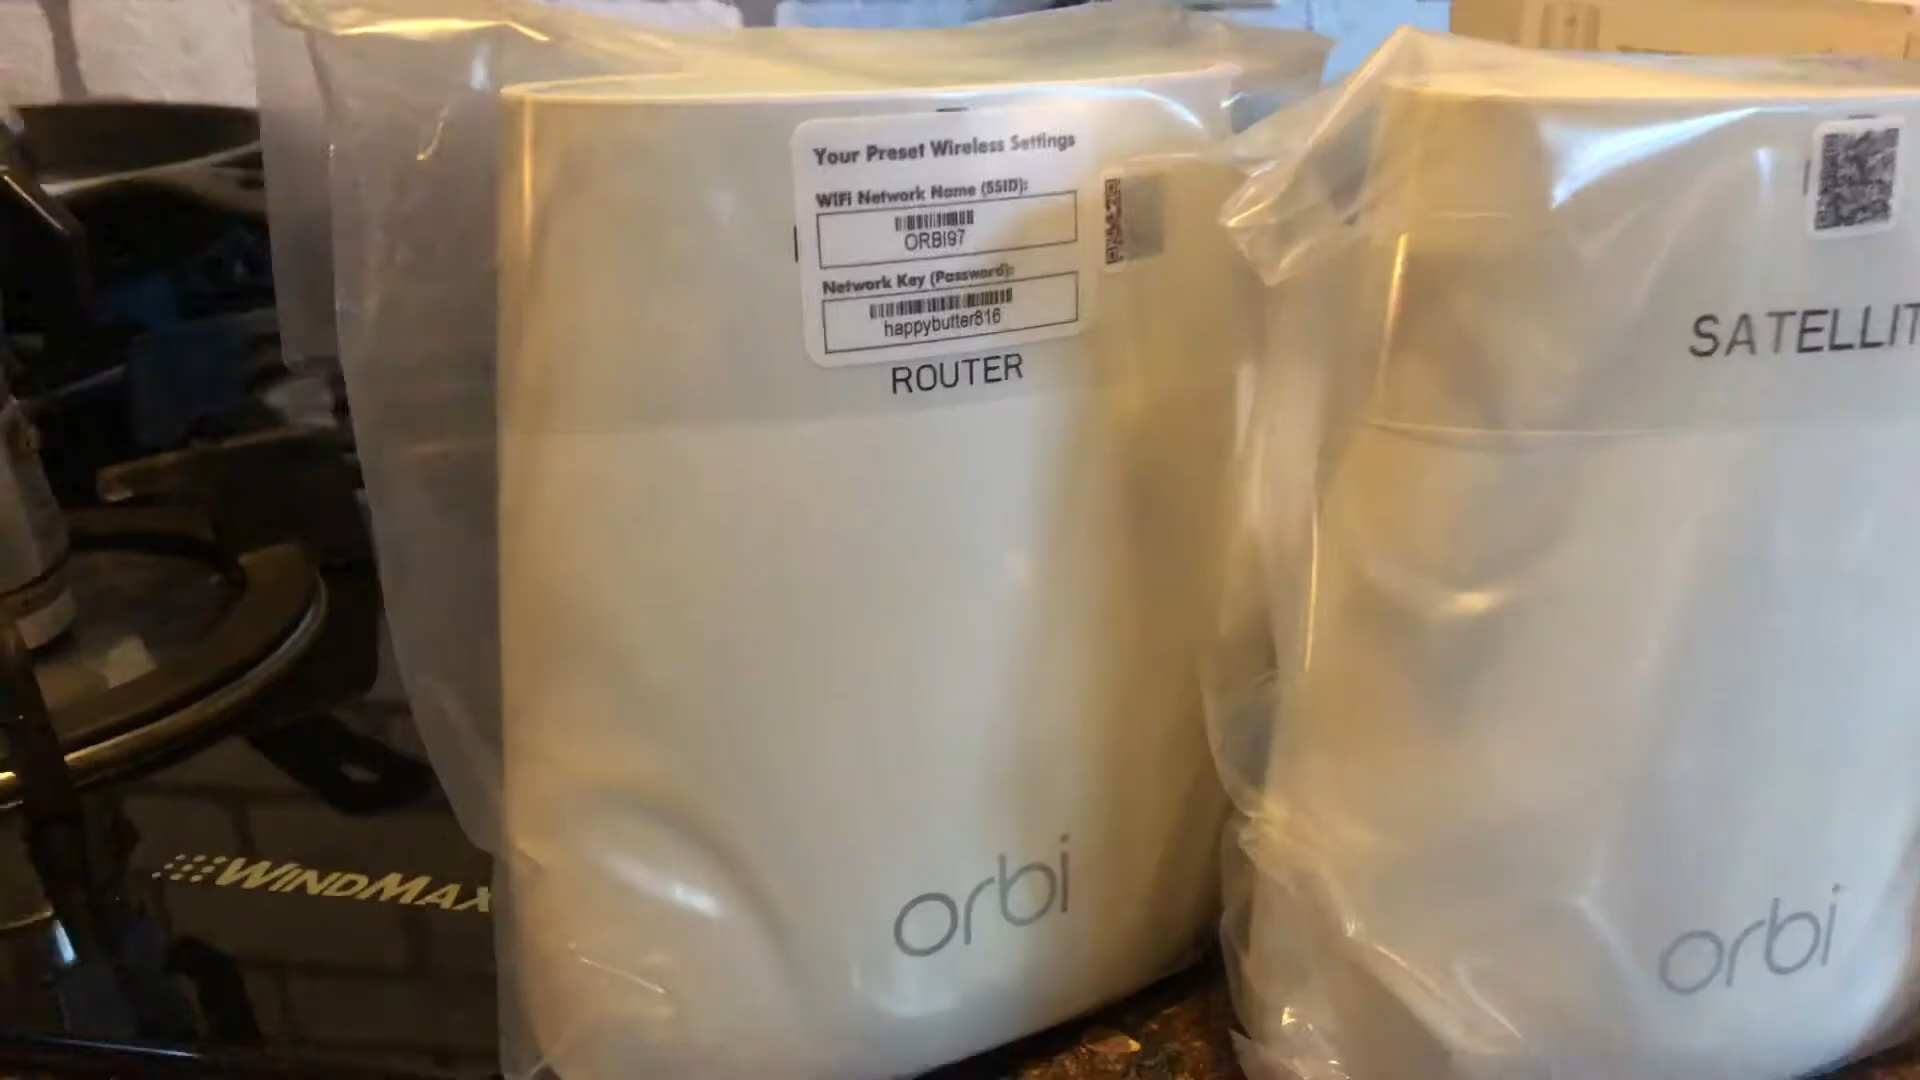 Your Preset Wireless Settings
WiFi Network Name (SSID):
ORBI97
Network Key (Password):
happybutter816
ROUTER
SATELLIT
WINDMAX
orbi
orbi